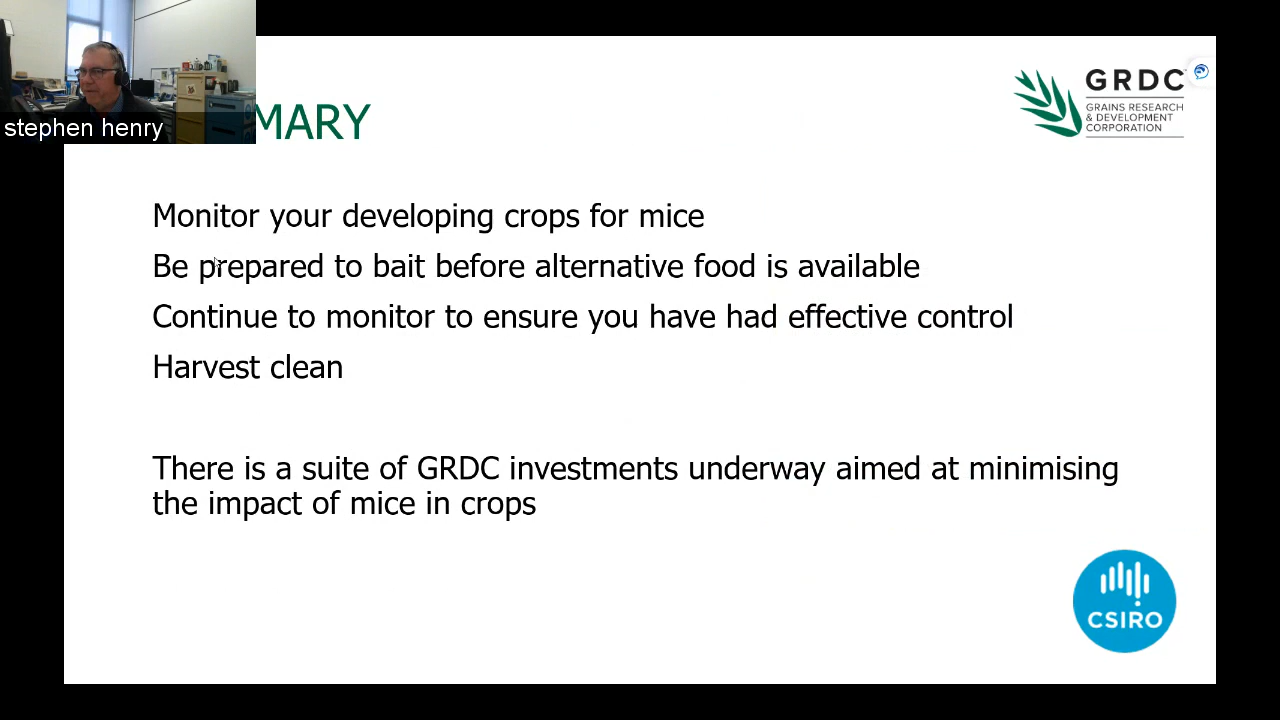 stephen henry
MARY
GRDC
GRAINS RESEARCH
& DEVELOPMENT
CORPORATION
Monitor your developing crops for mice
Be prepared to bait before alternative food is available
Continue to monitor to ensure you have had effective control
Harvest clean
There is a suite of GRDC investments underway aimed at minimising
the impact of mice in crops
CSIRO